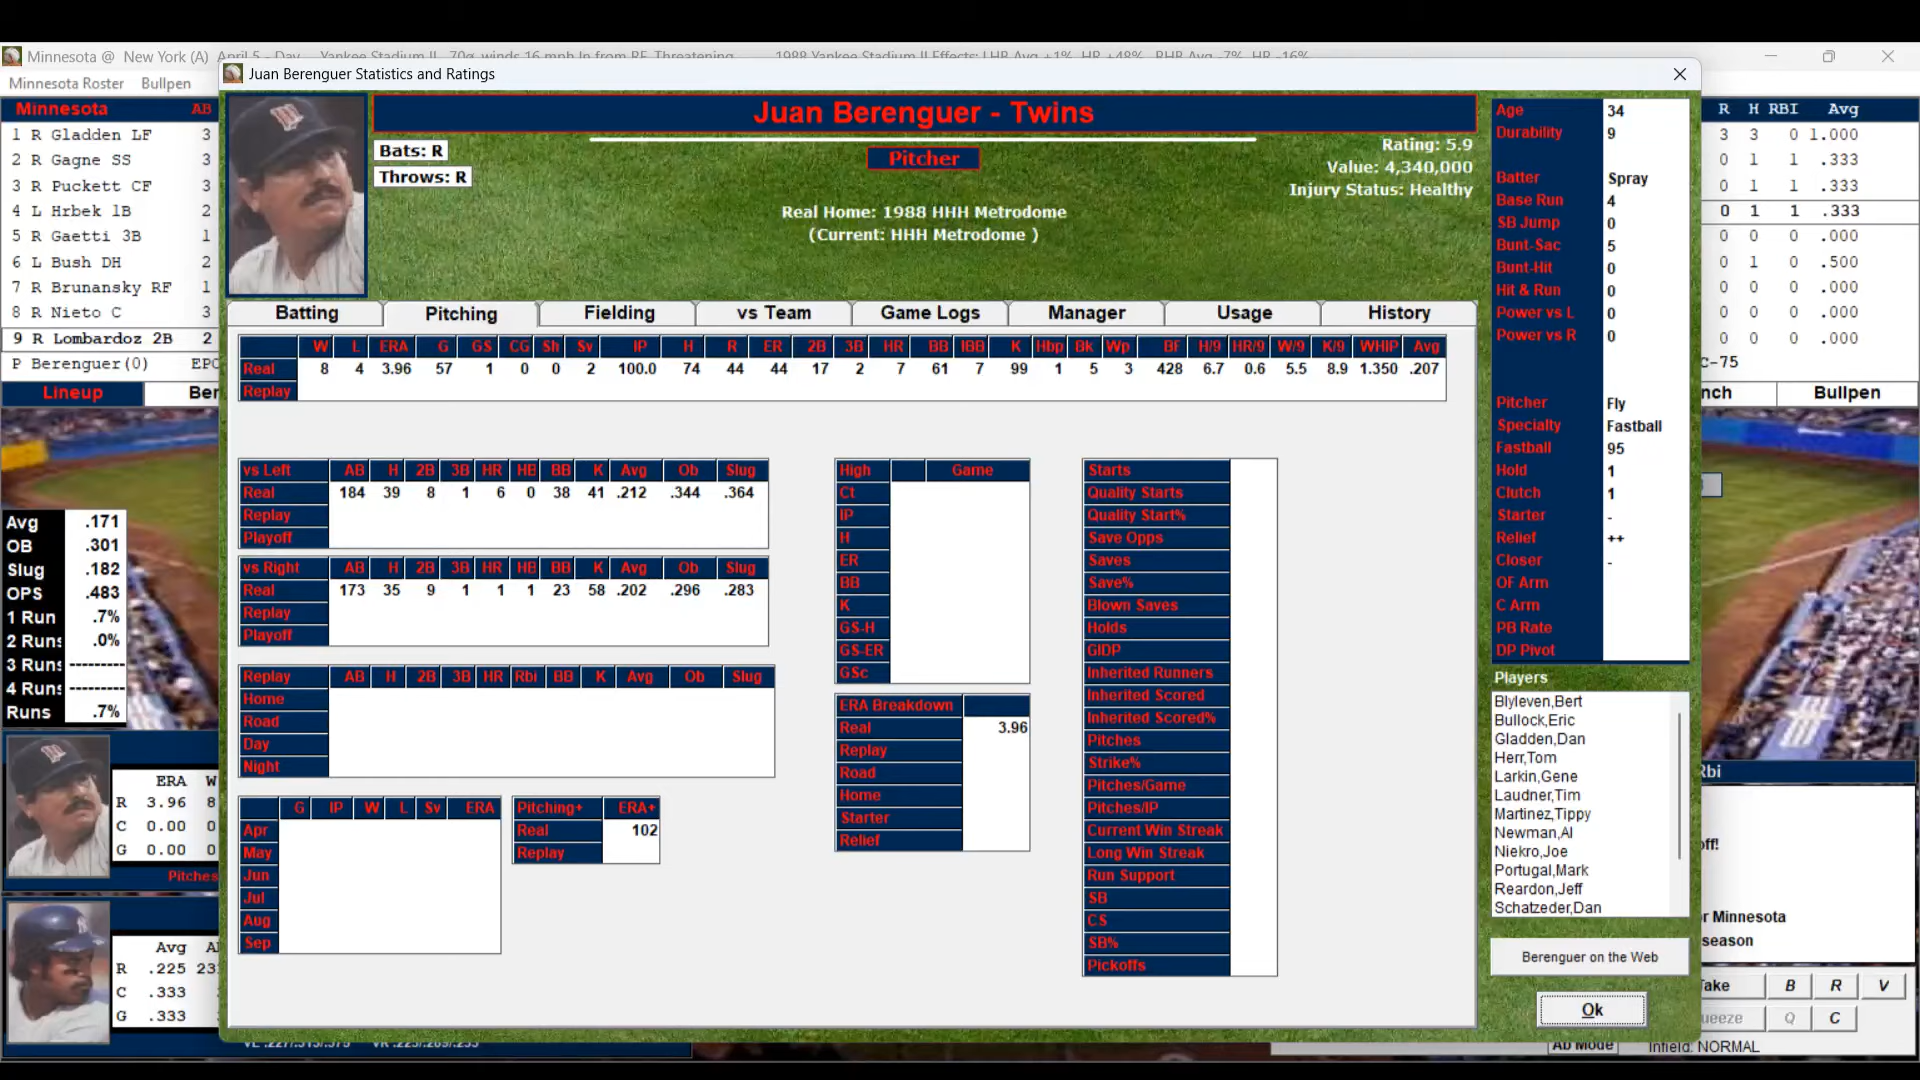 Minnesota @ New York (A) April 5 - Day
Juan Berenguer Statistics and Ratings
Minnesota Roster Bullpen
Minnesota AB
1 R Gladden LF 3
2 R Gagne SS 3
3 R Puckett CF 3
4 L Hrbek 1B 2
5 R Gaetti 3B 1
6 L Bush DH 2
7 R Brunansky RF 1
8 R Nieto C 3
9 R Lombardoz 2B 2
P Berenguer(0) EPC
Lineup Ber
Avg .171
OB .301
Slug .182
OPS .483
1 Run .7%
2 Runs .0%
3 Runs ---------
4 Runs ---------
Runs .7%
ERA W
R 3.96 8
C 0.00 0
G 0.00 0
Pitches
Avg
R .225 23
C .333
G .333
Juan Berenguer - Twins
Bats: R
Throws: R
Pitcher
Rating: 5.9
Value: 4,340,000
Injury Status: Healthy
Real Home: 1988 HHH Metrodome
(Current: HHH Metrodome )
Batting Pitching Fielding vs Team Game Logs Manager Usage History
W L ERA G GS CG Sh Sv IP H R ER 2B 3B HR BB IBB K Hbp Bk Wp BF H/9 HR/9 W/9 K/9 WHIP Avg
Real 8 4 3.96 57 1 0 0 2 100.0 74 44 44 17 2 7 61 7 99 1 5 3 428 6.7 0.6 5.5 8.9 1.350 .207
Replay
vs Left AB H 2B 3B HR HB BB K Avg Ob Slug
Real 184 39 8 1 6 0 38 41 .212 .344 .364
Replay
Playoff
vs Right AB H 2B 3B HR HB BB K Avg Ob Slug
Real 173 35 9 1 1 1 23 58 .202 .296 .283
Replay
Playoff
Replay AB H 2B 3B HR Rbi BB K Avg Ob Slug
Home
Road
Day
Night
G IP W L Sv ERA
Apr
May
Jun
Jul
Aug
Sep
Pitching+ ERA+
Real 102
Replay
High Game
Ct
IP
H
ER
BB
K
GS-H
GS-ER
GSc
ERA Breakdown
Real 3.96
Replay
Road
Home
Starter
Relief
Starts
Quality Starts
Quality Start%
Save Opps
Saves
Save%
Blown Saves
Holds
GIDP
Inherited Runners
Inherited Scored
Inherited Scored%
Pitches
Strike%
Pitches/Game
Pitches/IP
Current Win Streak
Long Win Streak
Run Support
SB
CS
SB%
Pickoffs
Age 34
Durability 9
Batter Spray
Base Run 4
SB Jump 0
Bunt-Sac 5
Bunt-Hit 0
Hit & Run 0
Power vs L 0
Power vs R 0
Pitcher Fly
Specialty Fastball
Fastball 95
Hold 1
Clutch 1
Starter -
Relief ++
Closer -
OF Arm
C Arm
PB Rate
DP Pivot
Players
Blyleven,Bert
Bullock,Eric
Gladden,Dan
Herr,Tom
Larkin,Gene
Laudner,Tim
Martinez,Tippy
Newman,Al
Niekro,Joe
Portugal,Mark
Reardon,Jeff
Schatzeder,Dan
Berenguer on the Web
Ok
R H RBI Avg
3 3 0 1.000
0 1 1 .333
0 1 1 .333
0 1 1 .333
0 0 0 .000
0 1 0 .500
0 0 0 .000
0 0 0 .000
0 0 0 .000
C-75
nch Bullpen
Rbi
off!
or Minnesota
season
Take B R V
ueeze Q C
Ab Mode Infield: NORMAL